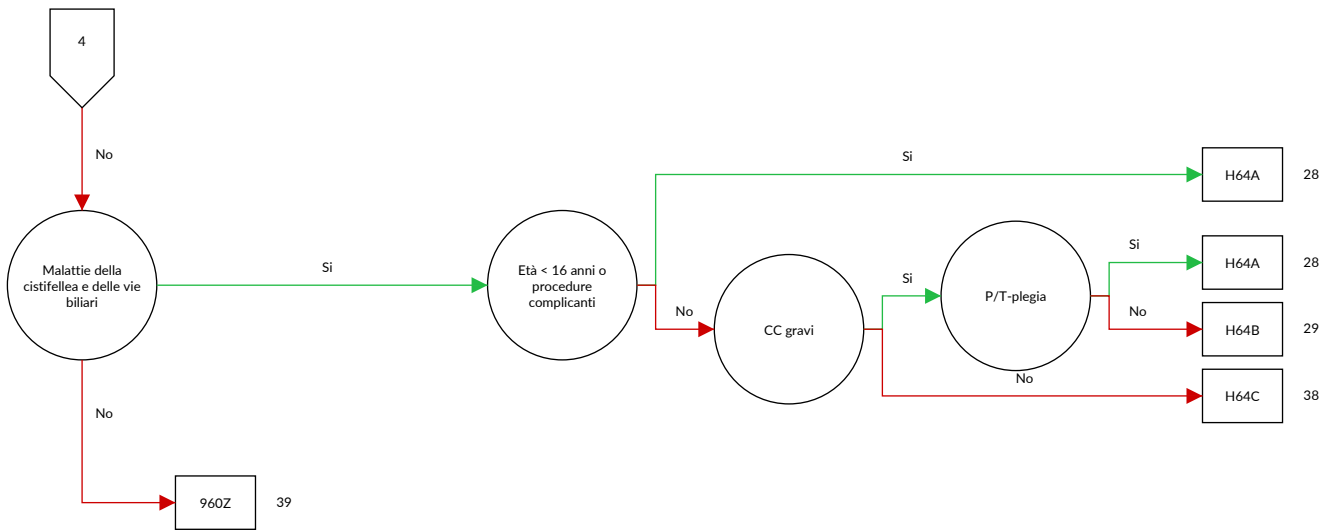 4
No
Si
H64A 28
Si
H64A 28
Malattie della
cistifellea e delle vie
biliari
Si
Età < 16 anni o
procedure
complicanti
Si
P/T-plegia
No
No
CC gravi
H64B 29
No
H64C 38
No
960Z 39